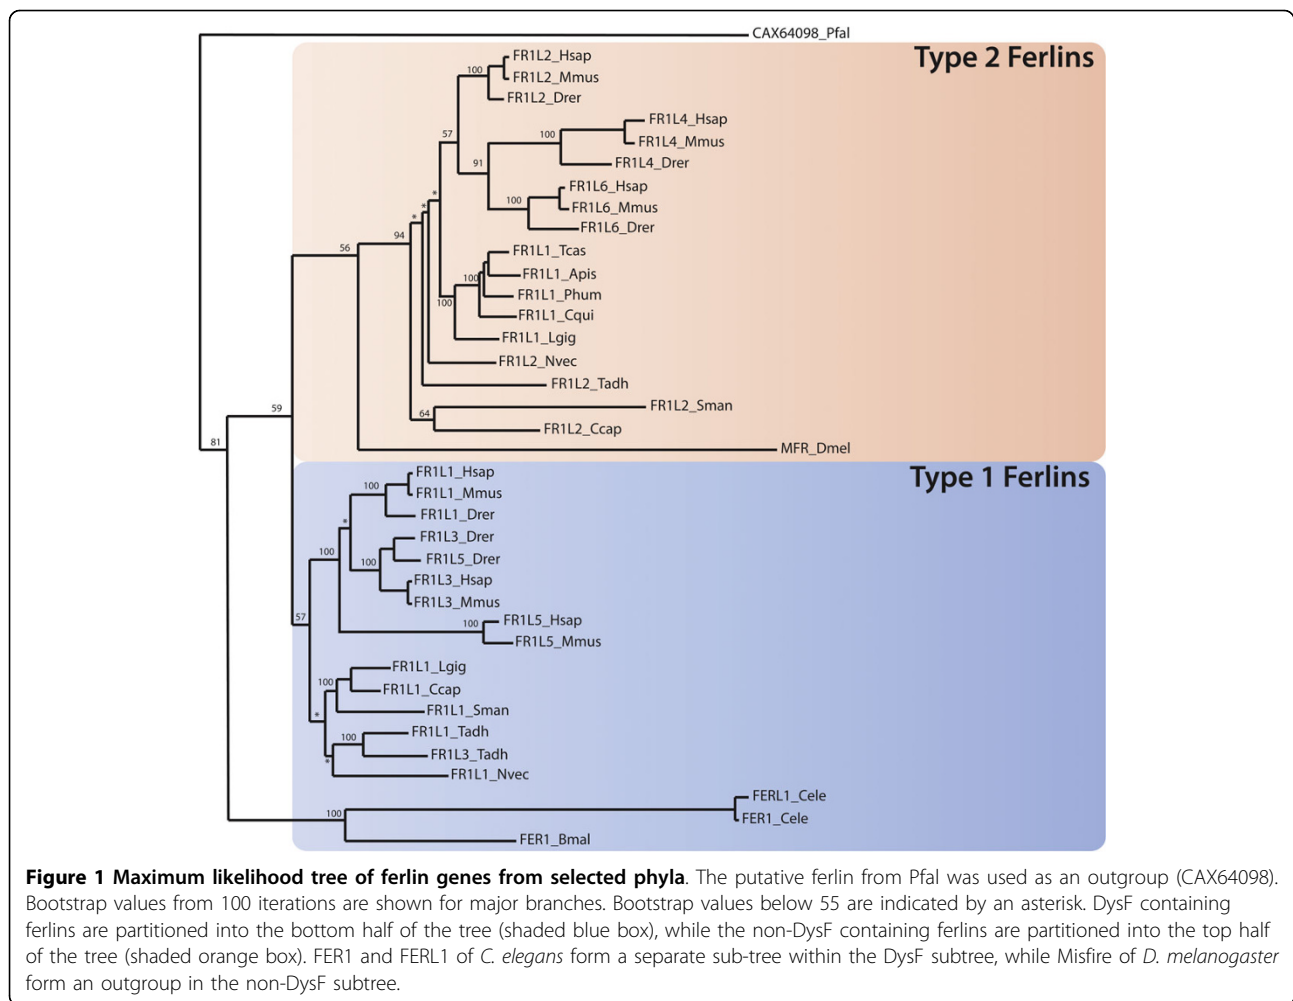 CAX64098_Pfal
Type 2 Ferlins
FR1L2_Hsap
100
FR1L2_Mmus
FR1L2_Drer
FR1L4_Hsap
57
100
FR1L4_Mmus
FR1L4_Drer
91
FR1L6_Hsap
*
100
FR1L6_Mmus
*
*
FR1L6_Drer
94
56
FR1L1_Tcas
100
FR1L1_Apis
FR1L1_Phum
100
FR1L1_Cqui
FR1L1_Lgig
FR1L2_Nvec
FR1L2_Tadh
59
FR1L2_Sman
64
FR1L2_Ccap
81
MFR_Dmel
Type 1 Ferlins
FR1L1_Hsap
100
FR1L1_Mmus
FR1L1_Drer
*
FR1L3_Drer
100
FR1L5_Drer
100
FR1L3_Hsap
FR1L3_Mmus
57
FR1L5_Hsap
100
FR1L5_Mmus
FR1L1_Lgig
100
FR1L1_Ccap
*
FR1L1_Sman
FR1L1_Tadh
100
FR1L3_Tadh
*
FR1L1_Nvec
FERL1_Cele
100
FER1_Cele
FER1_Bmal
Figure 1 Maximum likelihood tree of ferlin genes from selected phyla. The putative ferlin from Pfal was used as an outgroup (CAX64098).
Bootstrap values from 100 iterations are shown for major branches. Bootstrap values below 55 are indicated by an asterisk. DysF containing
ferlins are partitioned into the bottom half of the tree (shaded blue box), while the non-DysF containing ferlins are partitioned into the top half
of the tree (shaded orange box). FER1 and FERL1 of C. elegans form a separate sub-tree within the DysF subtree, while Misfire of D. melanogaster
form an outgroup in the non-DysF subtree.